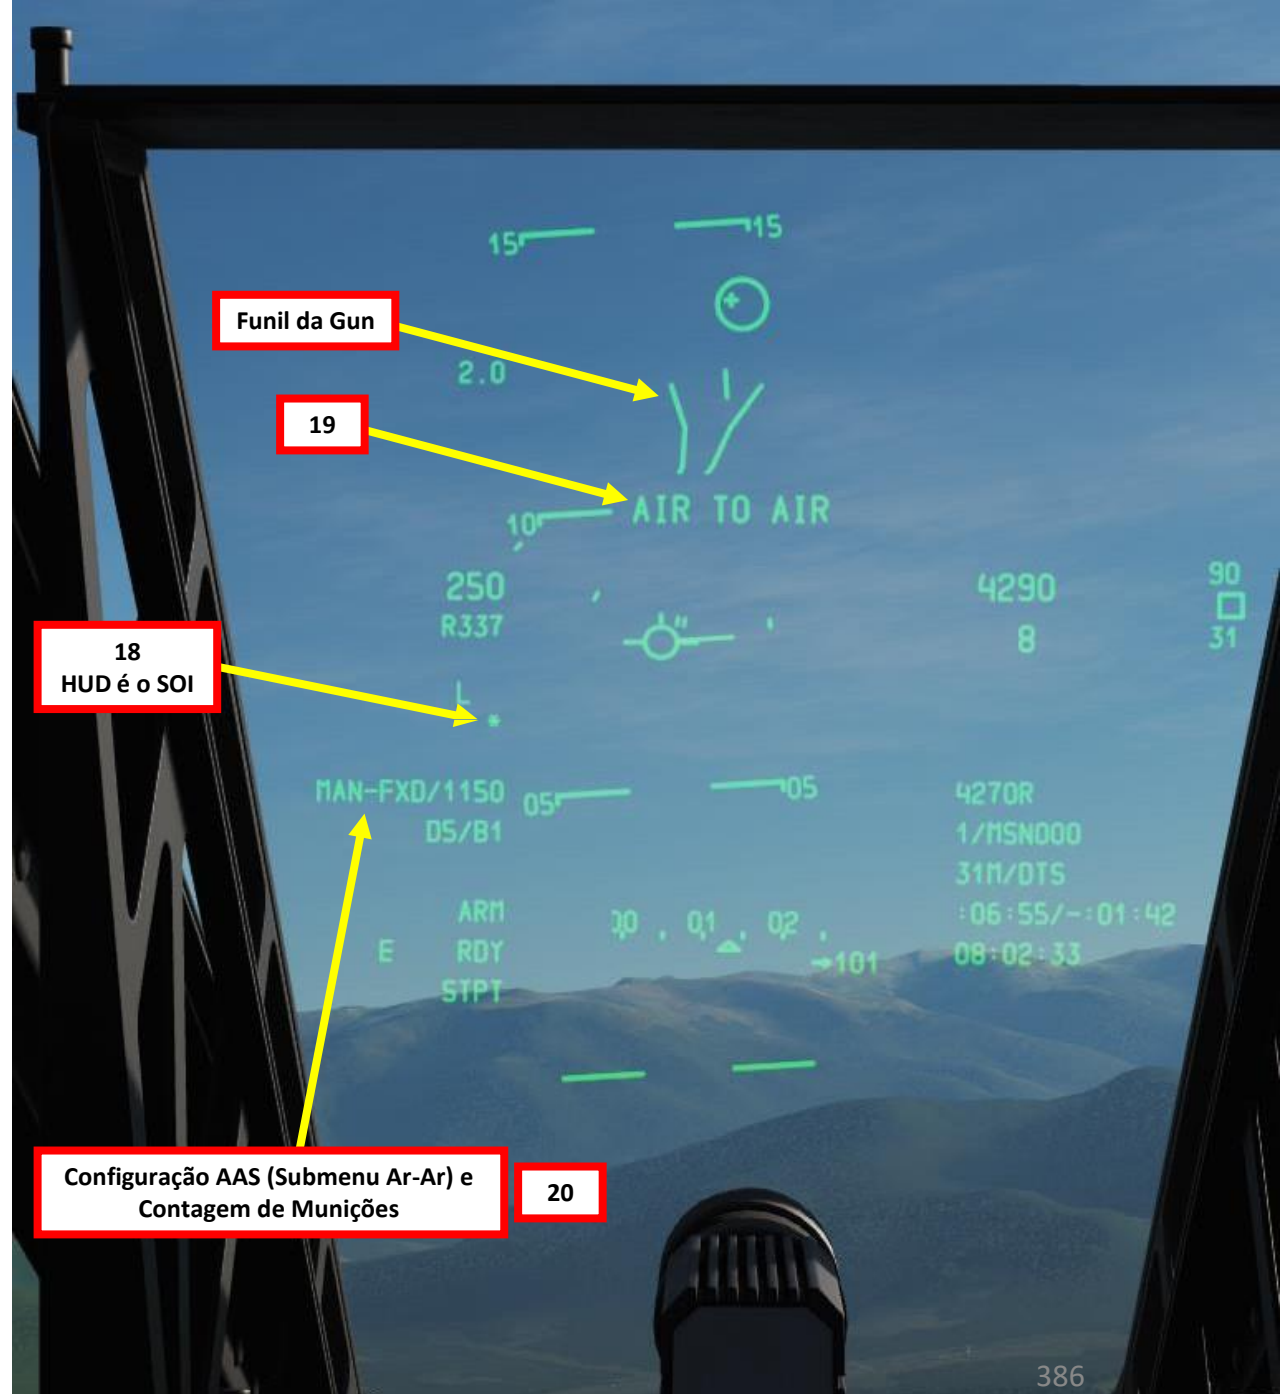 15 15
Funil da Gun
2.0
19
AIR TO AIR
10
250
4290
90
R337
8
31
18
HUD é o SOI
L
*
MAN-FXD/1150
05 05
4270R
D5/B1
1/MSN000
31M/DTS
ARM
01 02
:06:55/-:01:42
E RDY
→101
08:02:33
STPT
Configuração AAS (Submenu Ar-Ar) e
Contagem de Munições
20
386